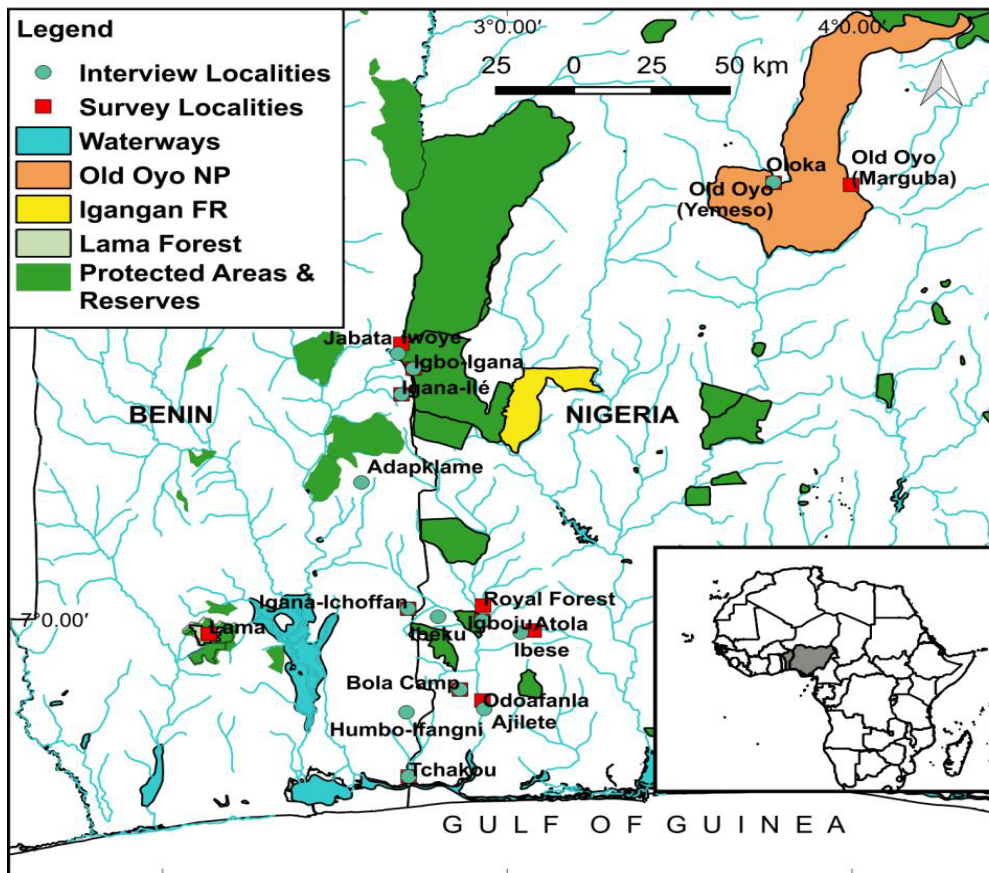 Legend
Interview Localities
Survey Localities
Waterways
Old Oyo NP
Igangan FR
Lama Forest
Protected Areas &
Reserves
3°0.00′
4°0.00′
25 0 25 50 km
Oloka
Old Oyo
(Marguba)
Old Oyo
(Yemeso)
Jabata Iwoye
Igbo-Igana
Igana-Ilé
BENIN
NIGERIA
Adapklame
7°0.00′
Igana-Ichoffan
Royal Forest
Lama
Ibeku
IgbojuAtola
Ibese
Bola Camp
Odoafanla
Ajilete
Humbo-Ifangni
Tchakou
GULF OF GUINEA